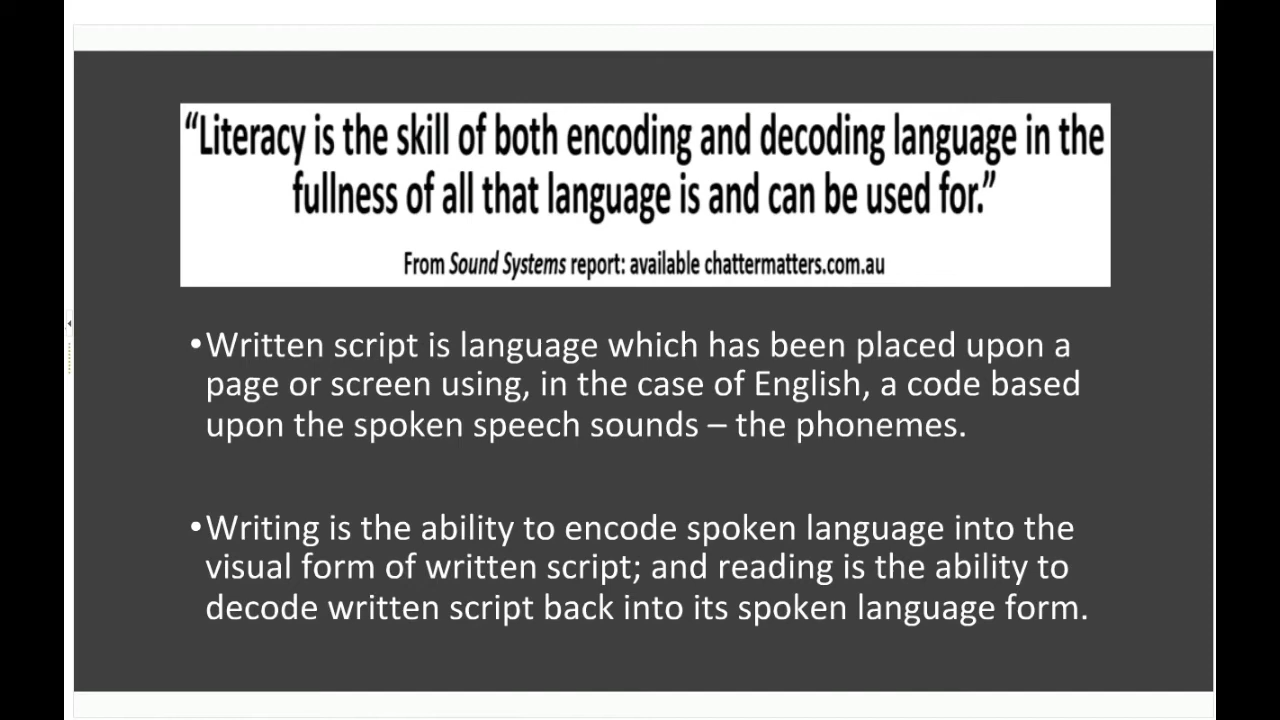 “Literacy is the skill of both encoding and decoding language in the
fullness of all that language is and can be used for.”
From Sound Systems report: available chattermatters.com.au
•Written script is language which has been placed upon a
page or screen using, in the case of English, a code based
upon the spoken speech sounds – the phonemes.
•Writing is the ability to encode spoken language into the
visual form of written script; and reading is the ability to
decode written script back into its spoken language form.